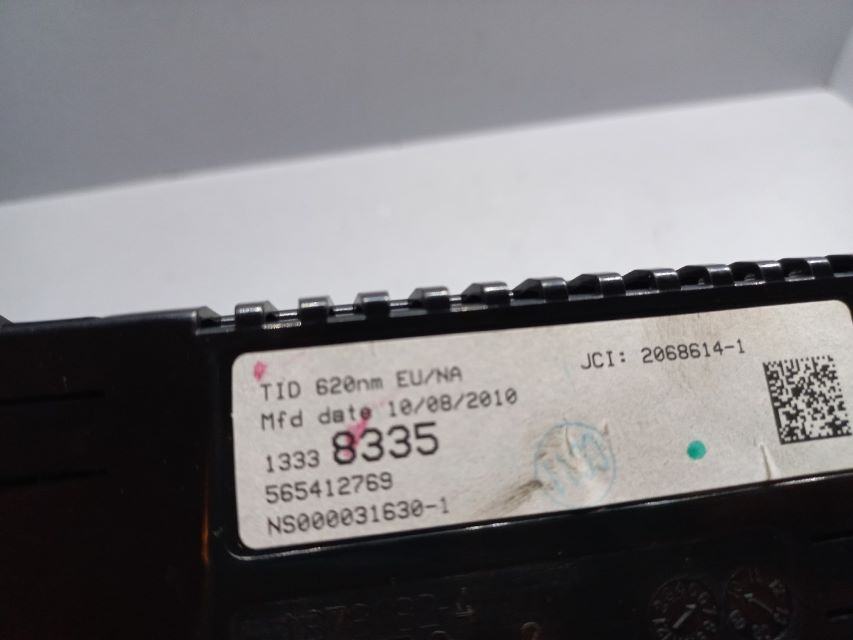 TID 620nm EU/NA
JCI: 2068614-1
Mfd date 10/08/2010
1333 8335
565412769
NS000031630-1